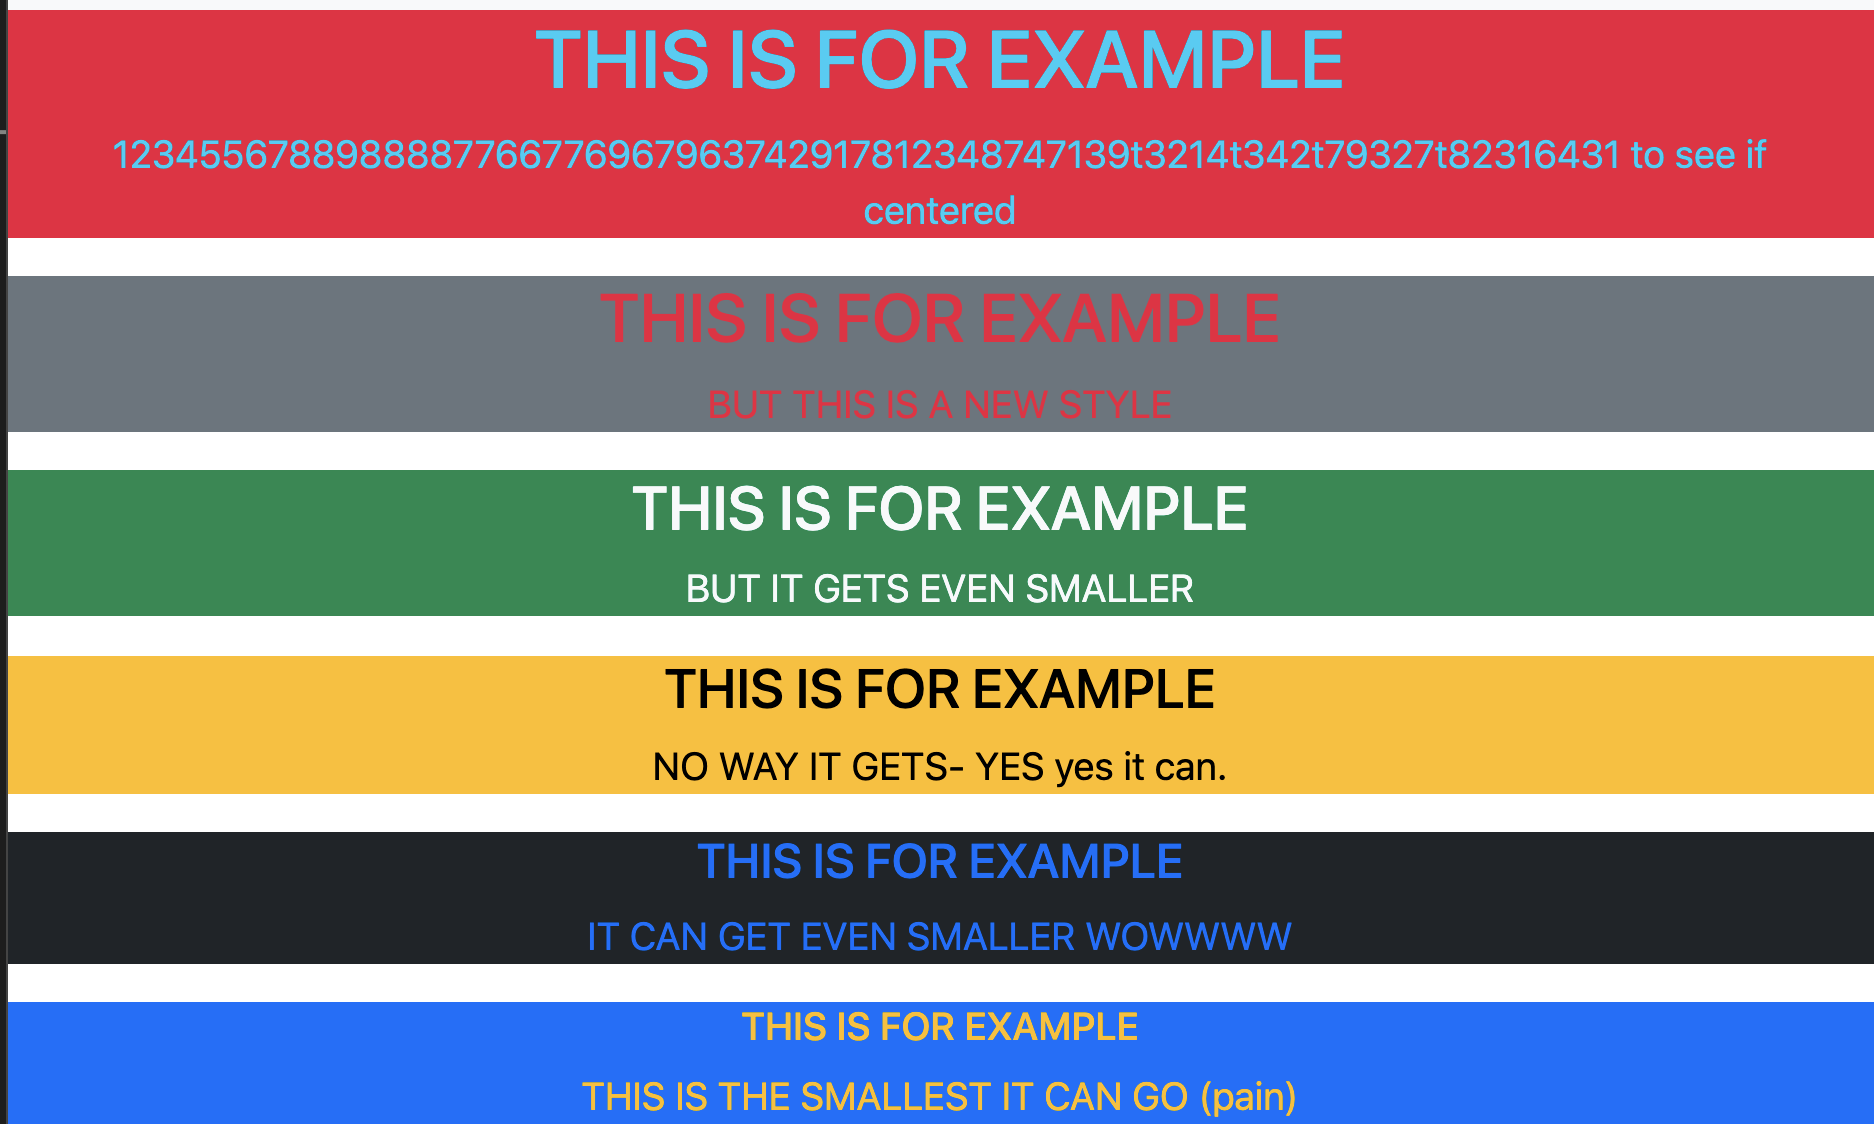 THIS IS FOR EXAMPLE
1234556788988887766776967963742917812348747139t3214t342t79327t82316431 to see if
centered
THIS IS FOR EXAMPLE
BUT THIS IS A NEW STYLE
THIS IS FOR EXAMPLE
BUT IT GETS EVEN SMALLER
THIS IS FOR EXAMPLE
NO WAY IT GETS- YES yes it can.
THIS IS FOR EXAMPLE
IT CAN GET EVEN SMALLER WOWWWW
THIS IS FOR EXAMPLE
THIS IS THE SMALLEST IT CAN GO (pain)